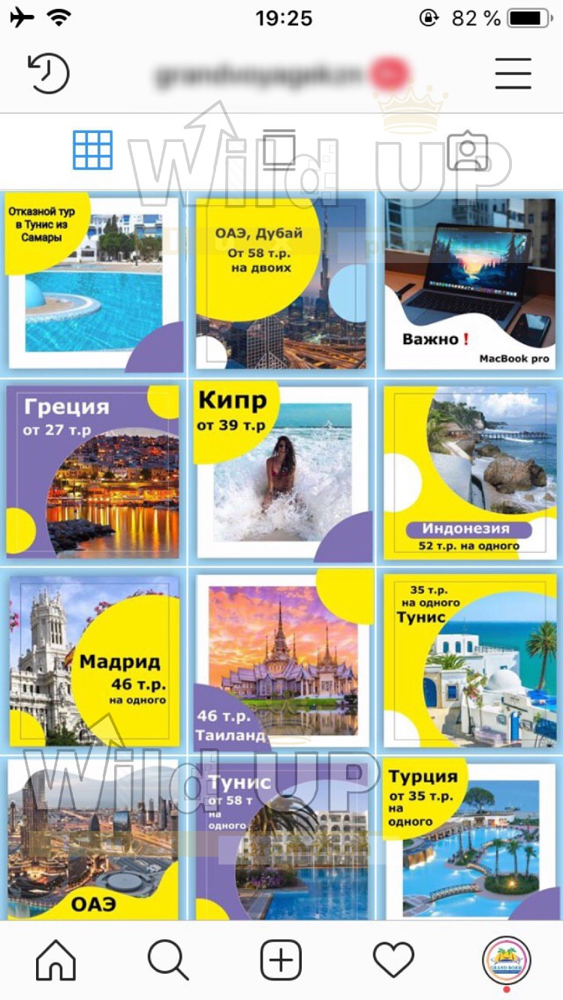 19:25
82 %
Wild UP
Отказной тур
в Тунис из
Самары
ОАЭ, Дубай
От 58 т.р.
на двоих
Важно !
MacBook pro
Греция
от 27 т.р
Кипр
от 39 т.р
Индонезия
52 т.р. на одного
Мадрид
46 т.р.
на одного
46 т.р.
Таиланд
35 т.р.
на одного
Тунис
Wild UP
ОАЭ
Тунис
от 58 т
на
одного
Турция
от 35 т.р.
на
одного